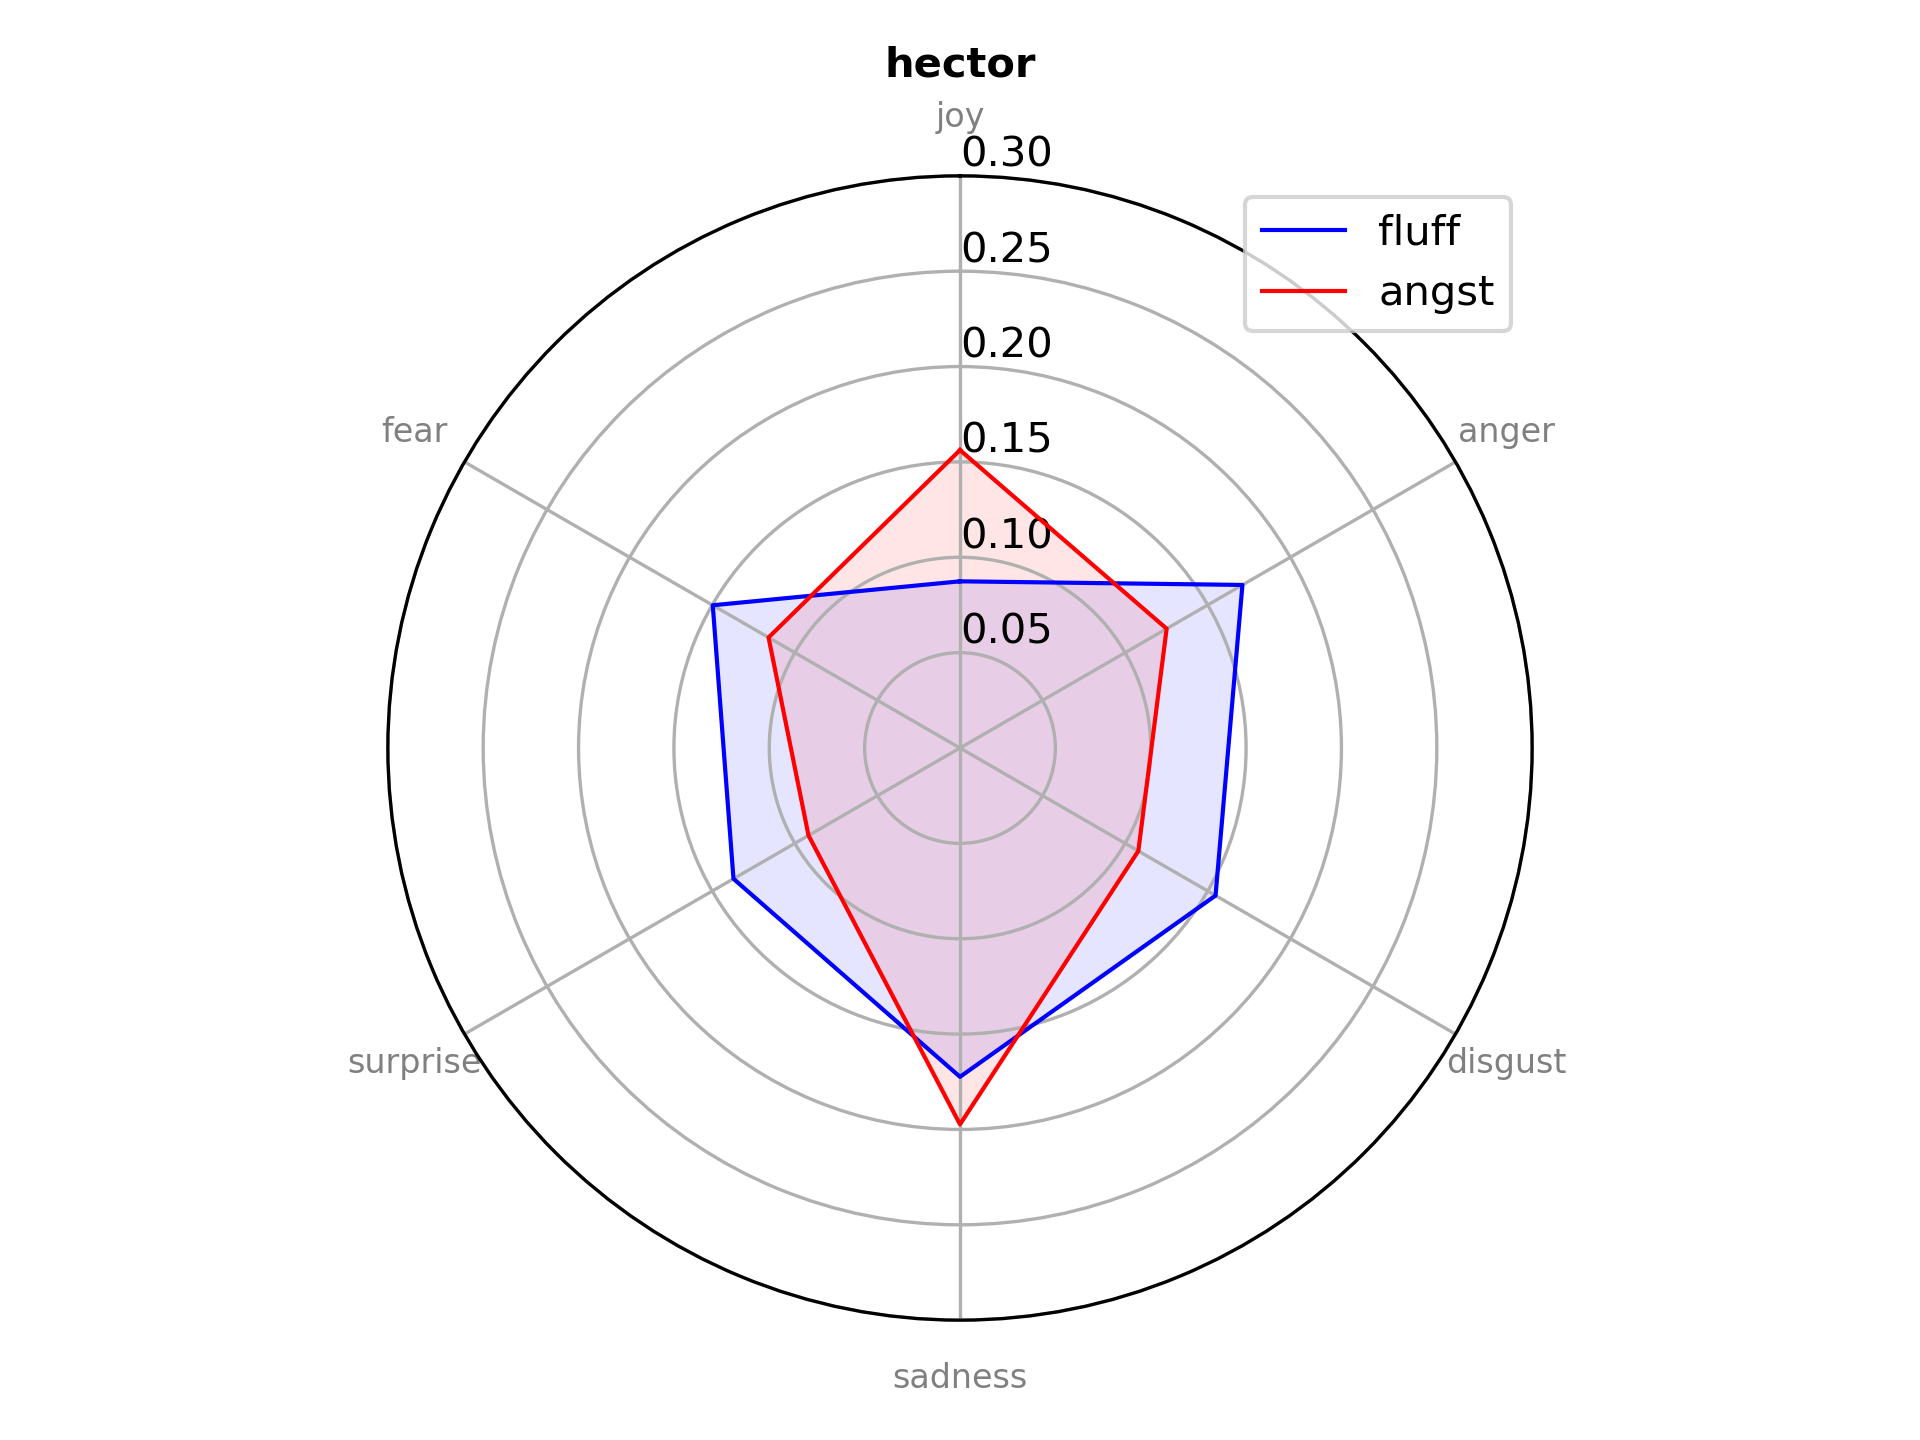 hector
joy
0.30
fluff
0.25
angst
0.20
fear
0.15
anger
0.10
0.05
surprise
disgust
sadness